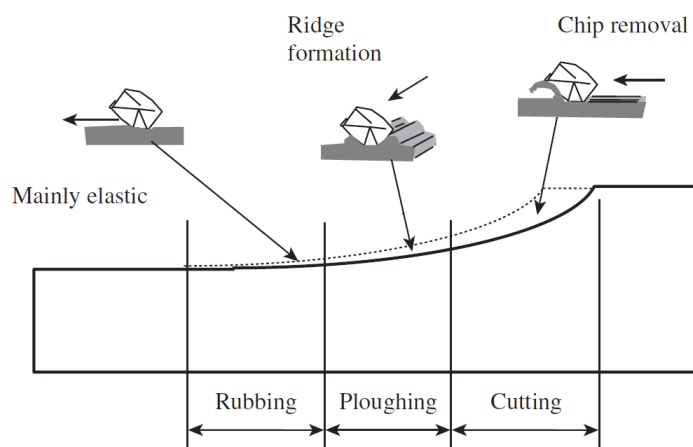 Ridge
formation
Chip removal
Mainly elastic
Rubbing
Ploughing
Cutting